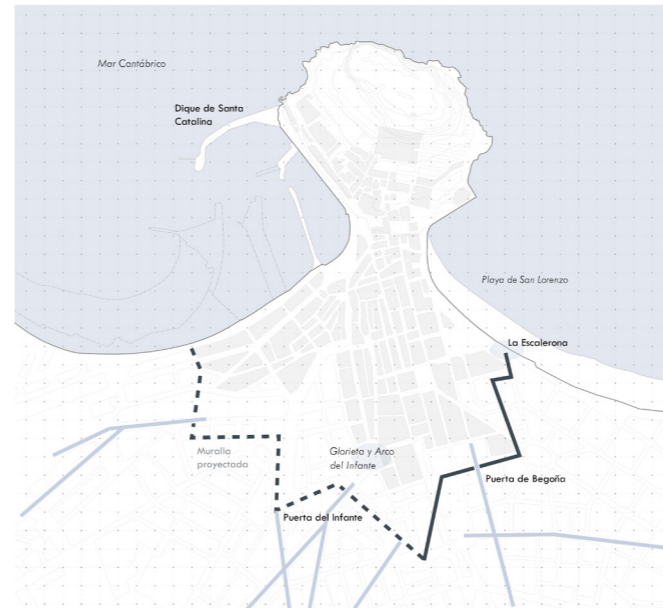 Mar Cantábrico
Dique de Santa
Catalina
Playa de San Lorenzo
La Escalerona
Muralla
proyectada
Glorieta y Arco
del Infante
Puerta de Begoña
Puerta del Infante